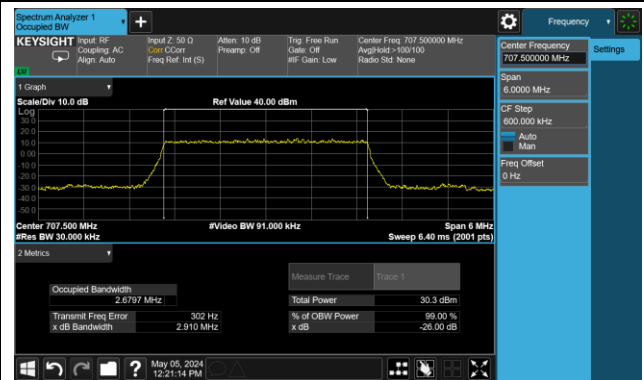 Spectrum Analyzer 1
Occupied BW
Frequency
KEYSIGHT
Input: RF
Coupling: AC
Align: Auto
Input Z: 50 Ω
Corr CCorr
Freq Ref: Int (S)
Atten: 10 dB
Preamp: Off
Trig: Free Run
Gate: Off
#IF Gain: Low
Center Freq: 707.500000 MHz
Avg|Hold:>100/100
Radio Std: None
LXI
Center Frequency
707.500000 MHz
Settings
Span
6.0000 MHz
CF Step
600.000 kHz
Auto
Man
Freq Offset
0 Hz
1 Graph
Scale/Div 10.0 dB
Ref Value 40.00 dBm
Log
30.0
20.0
10.0
0.00
-10.0
-20.0
-30.0
-40.0
-50.0
Center 707.500 MHz
#Video BW 91.000 kHz
Span 6 MHz
#Res BW 30.000 kHz
Sweep 6.40 ms (2001 pts)
2 Metrics
Measure Trace
Trace 1
Occupied Bandwidth
2.6797 MHz
Total Power
30.3 dBm
Transmit Freq Error
302 Hz
% of OBW Power
99.00 %
x dB Bandwidth
2.910 MHz
x dB
-26.00 dB
?
May 05, 2024
12:21:14 PM